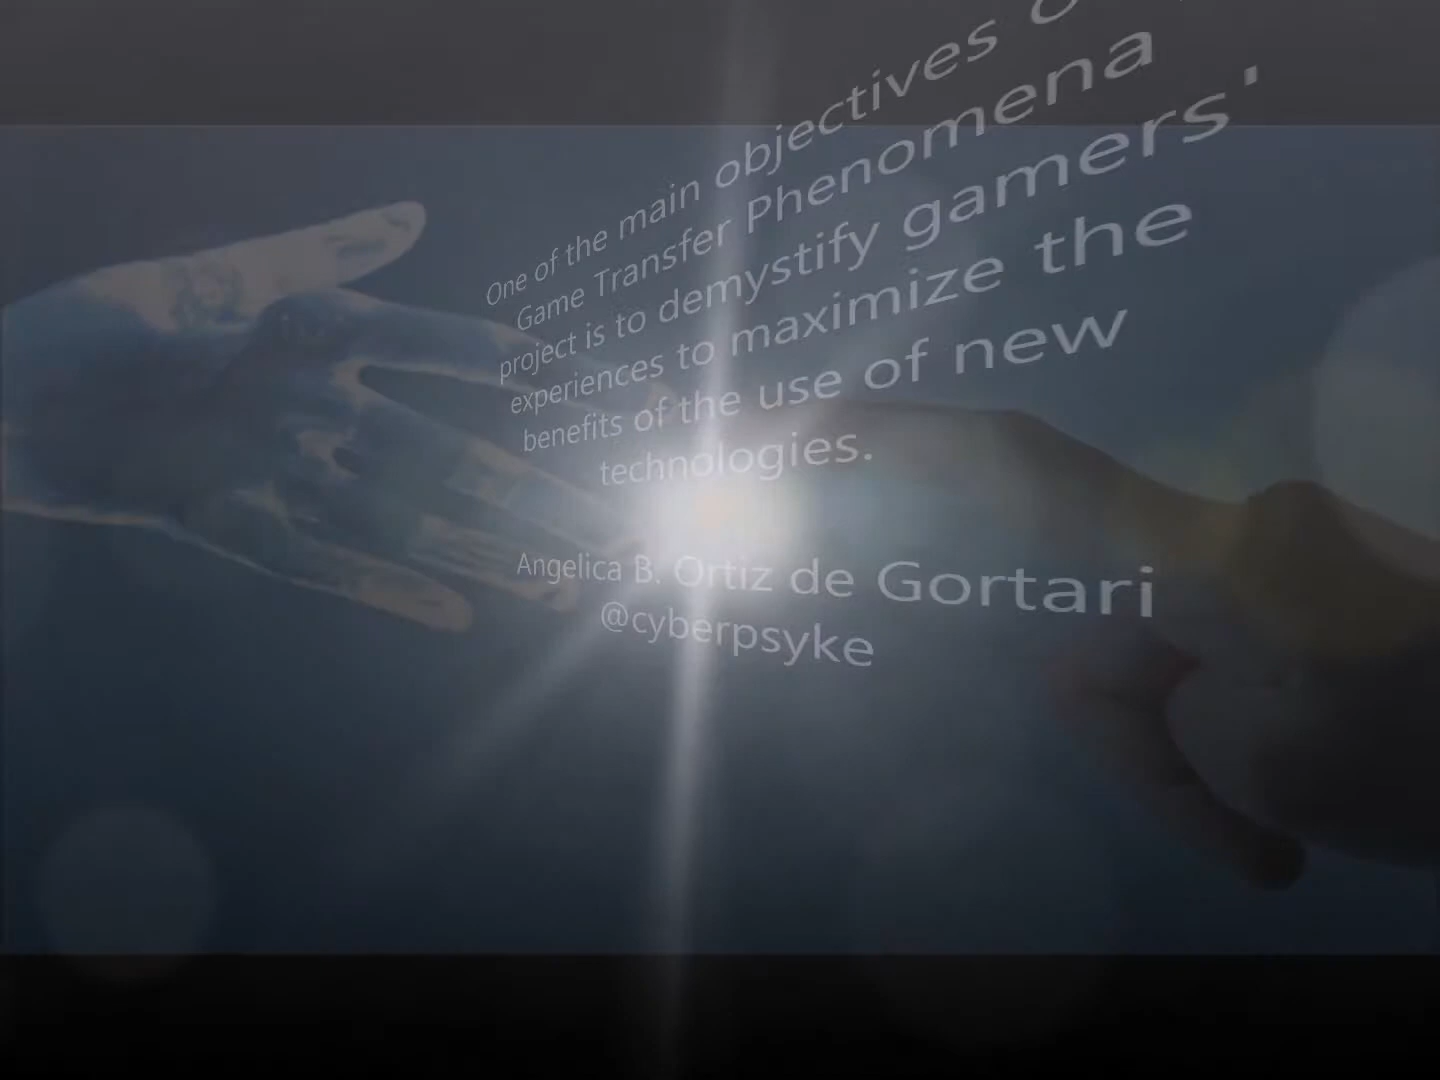 One of the main objectives
Game Transfer Phenomena
project is to demystify gamers'
experiences to maximize the
benefits of the use of new
technologies.
Angelica B. Ortiz de Gortari
@cyberpsyke